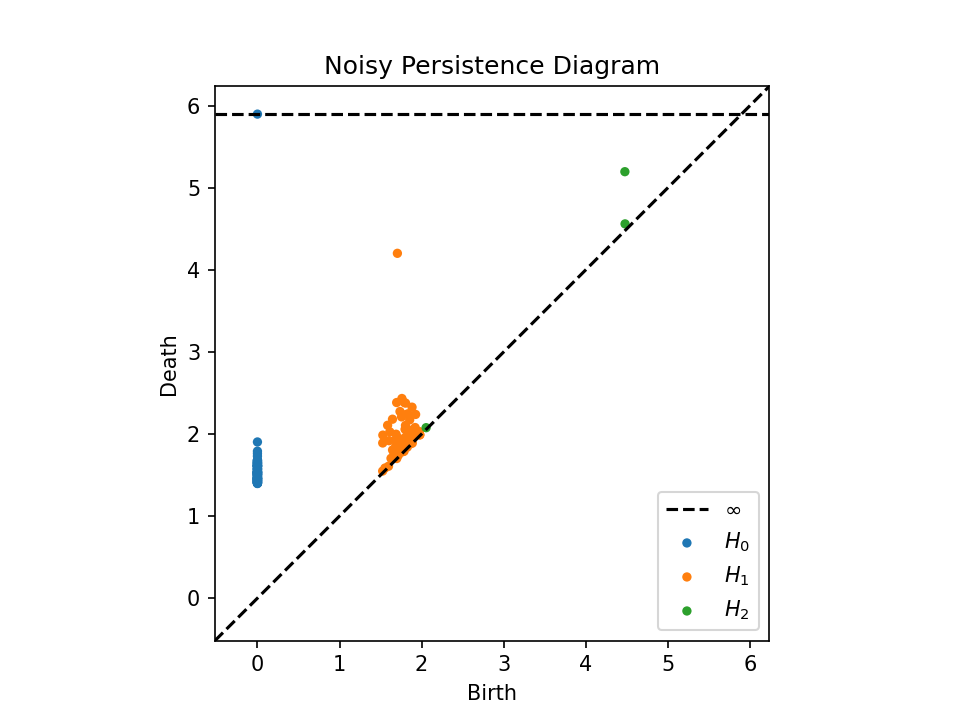 Noisy Persistence Diagram
Death
6
5
4
3
2
1
0
0 1 2 3 4 5 6
Birth
∞
H₀
H₁
H₂